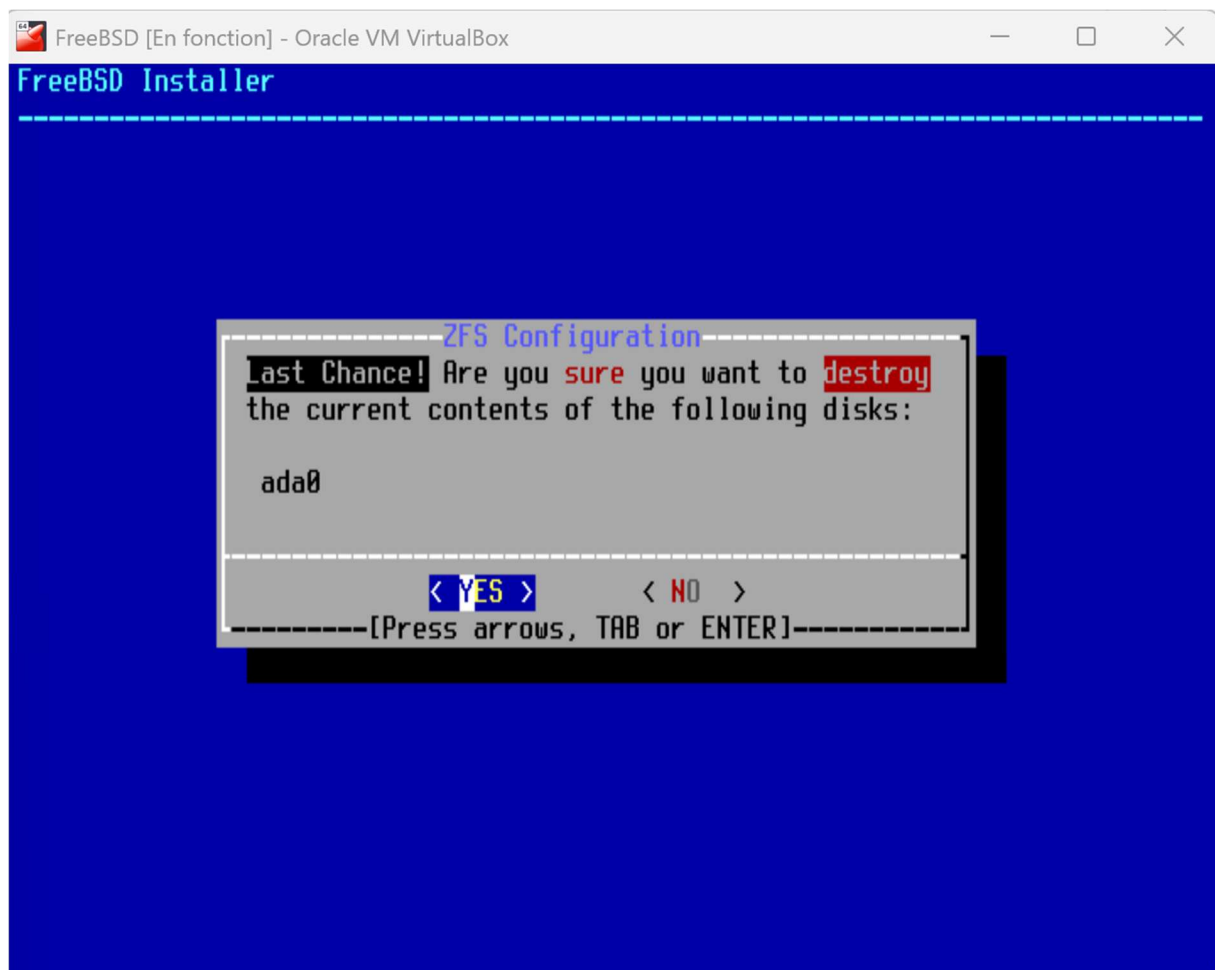 64
FreeBSD [En fonction] - Oracle VM VirtualBox
FreeBSD Installer
ZFS Configuration
Last Chance! Are you sure you want to destroy
the current contents of the following disks:
ada0
< YES > < NO >
[Press arrows, TAB or ENTER]